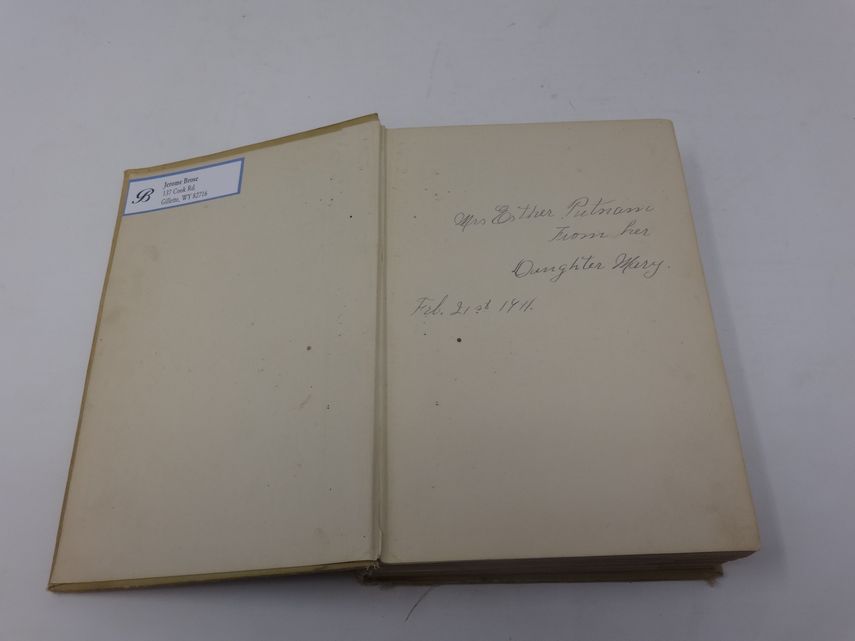 B
Jerome Brose
137 Cook Rd.
Gillette, WY 82716
Mrs Esther Putnam
From her
Daughter Mary.
Feb. 21st 1911.